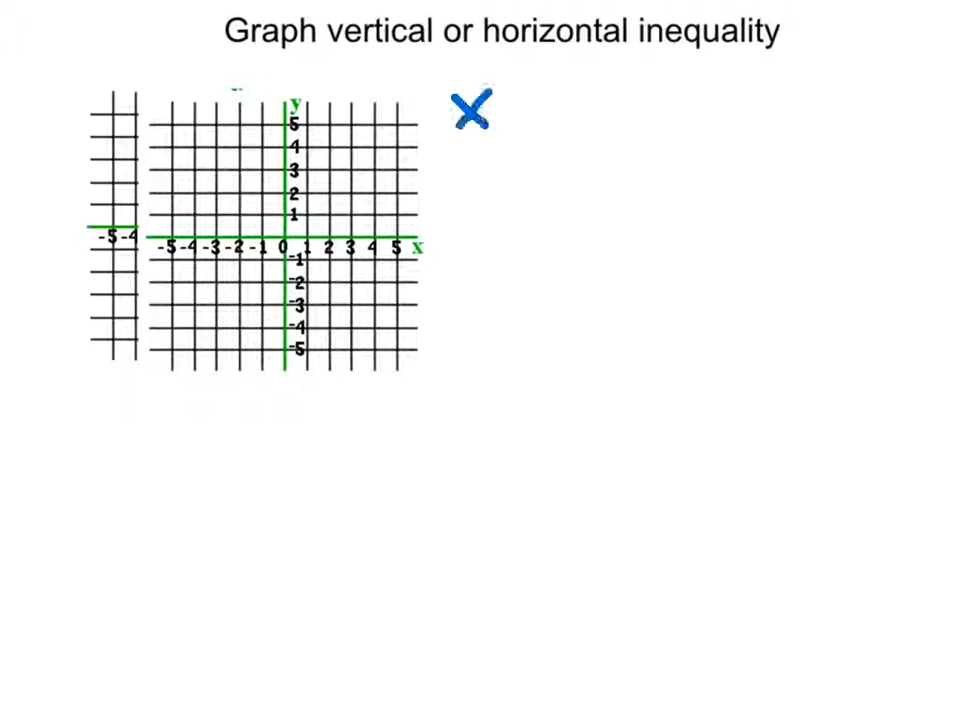 Graph vertical or horizontal inequality
y
X
5
4
3
2
1
-5 -4
-5 -4 -3 -2 -1 0 1 2 3 4 5 x
-1
-2
-3
-4
-5